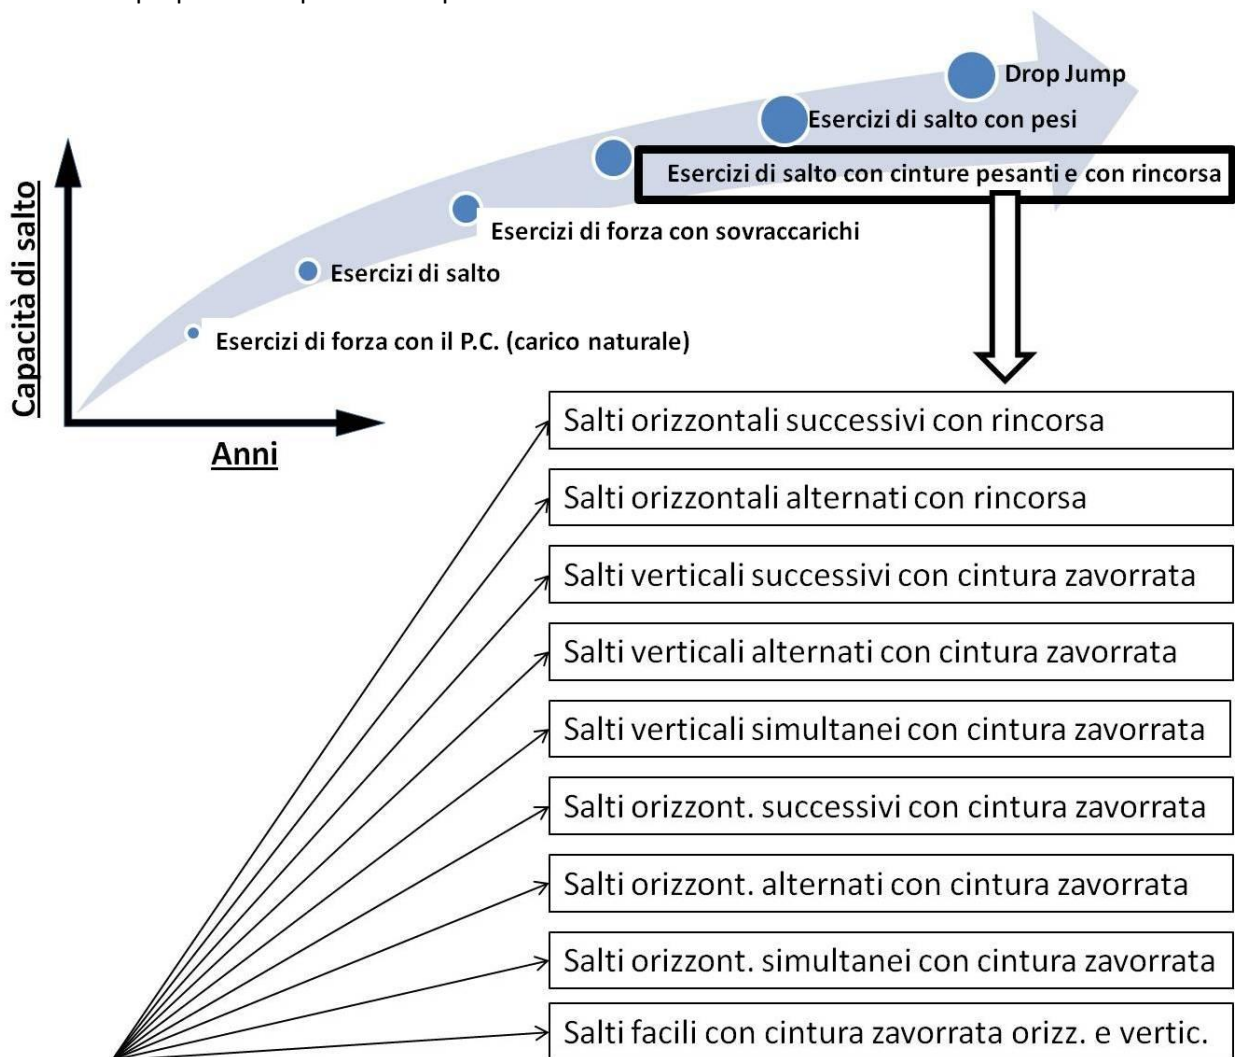 Drop Jump
Esercizi di salto con pesi
Esercizi di salto con cinture pesanti e con rincorsa
Esercizi di forza con sovraccarichi
Esercizi di salto
Esercizi di forza con il P.C. (carico naturale)
Capacità di salto
Anni
Salti orizzontali successivi con rincorsa
Salti orizzontali alternati con rincorsa
Salti verticali successivi con cintura zavorrata
Salti verticali alternati con cintura zavorrata
Salti verticali simultanei con cintura zavorrata
Salti orizzont. successivi con cintura zavorrata
Salti orizzont. alternati con cintura zavorrata
Salti orizzont. simultanei con cintura zavorrata
Salti facili con cintura zavorrata orizz. e vertic.